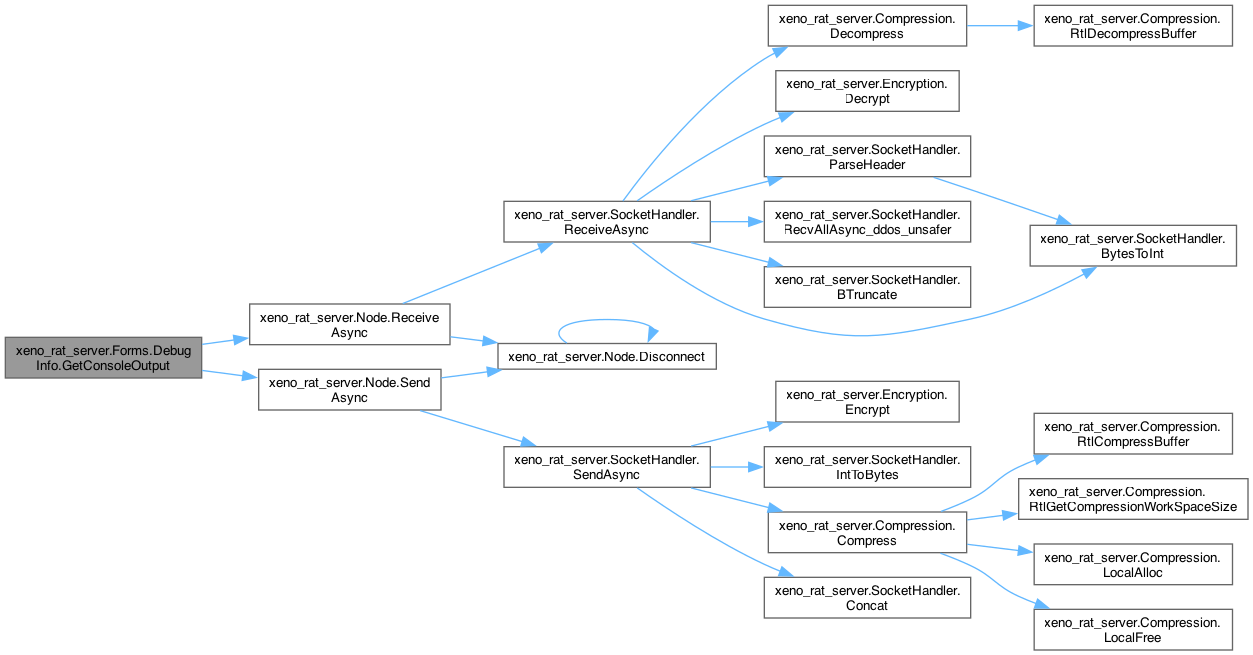 xeno_rat_server.Compression.
Decompress
xeno_rat_server.Compression.
RtlDecompressBuffer
xeno_rat_server.Encryption.
Decrypt
xeno_rat_server.SocketHandler.
ParseHeader
xeno_rat_server.SocketHandler.
ReceiveAsync
xeno_rat_server.SocketHandler.
RecvAllAsync_ddos_unsafer
xeno_rat_server.SocketHandler.
BytesToInt
xeno_rat_server.SocketHandler.
BTruncate
xeno_rat_server.Node.Receive
Async
xeno_rat_server.Forms.Debug
Info.GetConsoleOutput
xeno_rat_server.Node.Disconnect
xeno_rat_server.Node.Send
Async
xeno_rat_server.Encryption.
Encrypt
xeno_rat_server.SocketHandler.
SendAsync
xeno_rat_server.SocketHandler.
IntToBytes
xeno_rat_server.Compression.
RtlCompressBuffer
xeno_rat_server.Compression.
RtlGetCompressionWorkSpaceSize
xeno_rat_server.Compression.
Compress
xeno_rat_server.Compression.
LocalAlloc
xeno_rat_server.SocketHandler.
Concat
xeno_rat_server.Compression.
LocalFree